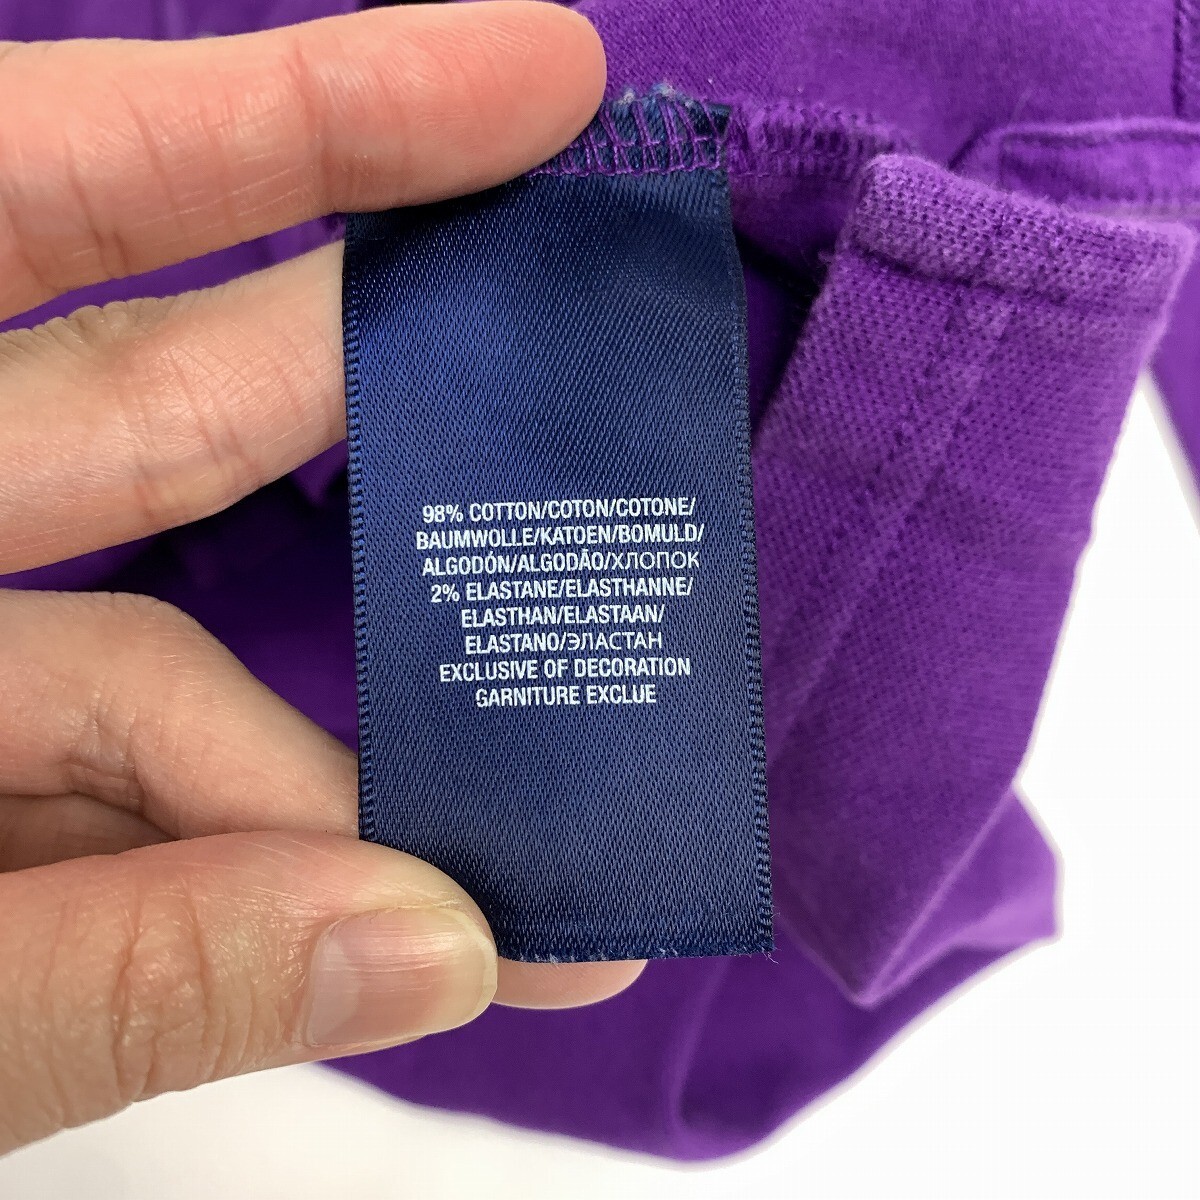 98% COTTON/COTON/COTONE/
BAUMWOLLE/KATOEN/BOMULD/
ALGODÓN/ALGODÃO/ХЛОПОК
2% ELASTANE/ELASTHANNE/
ELASTHAN/ELASTAAN/
ELASTANO/ЭЛАСТАН
EXCLUSIVE OF DECORATION
GARNITURE EXCLUE